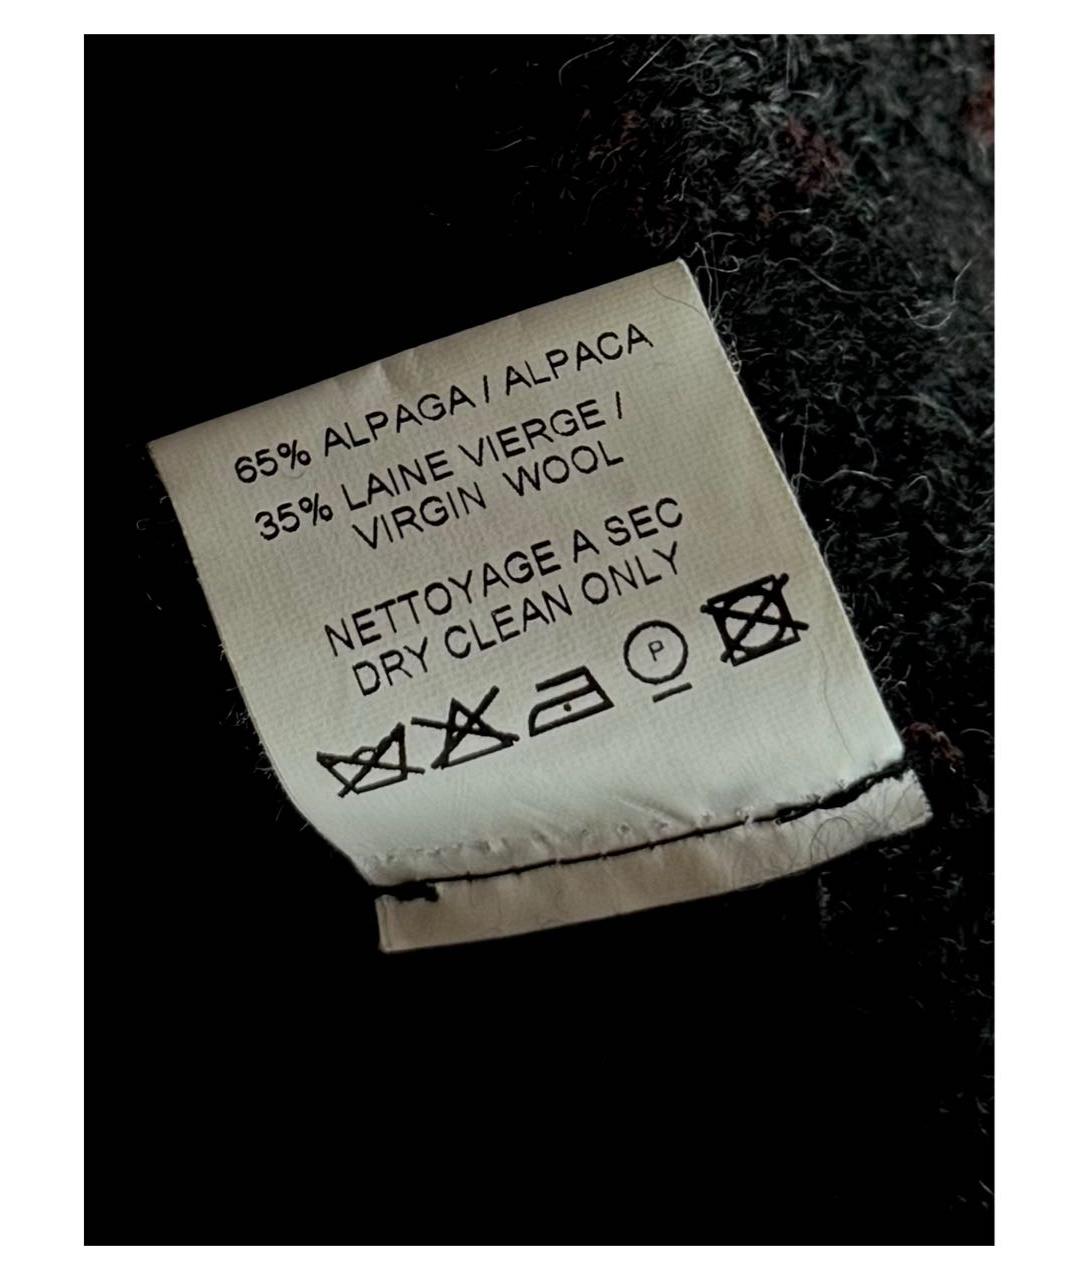 65% ALPAGA / ALPACA
35% LAINE VIERGE /
VIRGIN WOOL
NETTOYAGE A SEC
DRY CLEAN ONLY
P